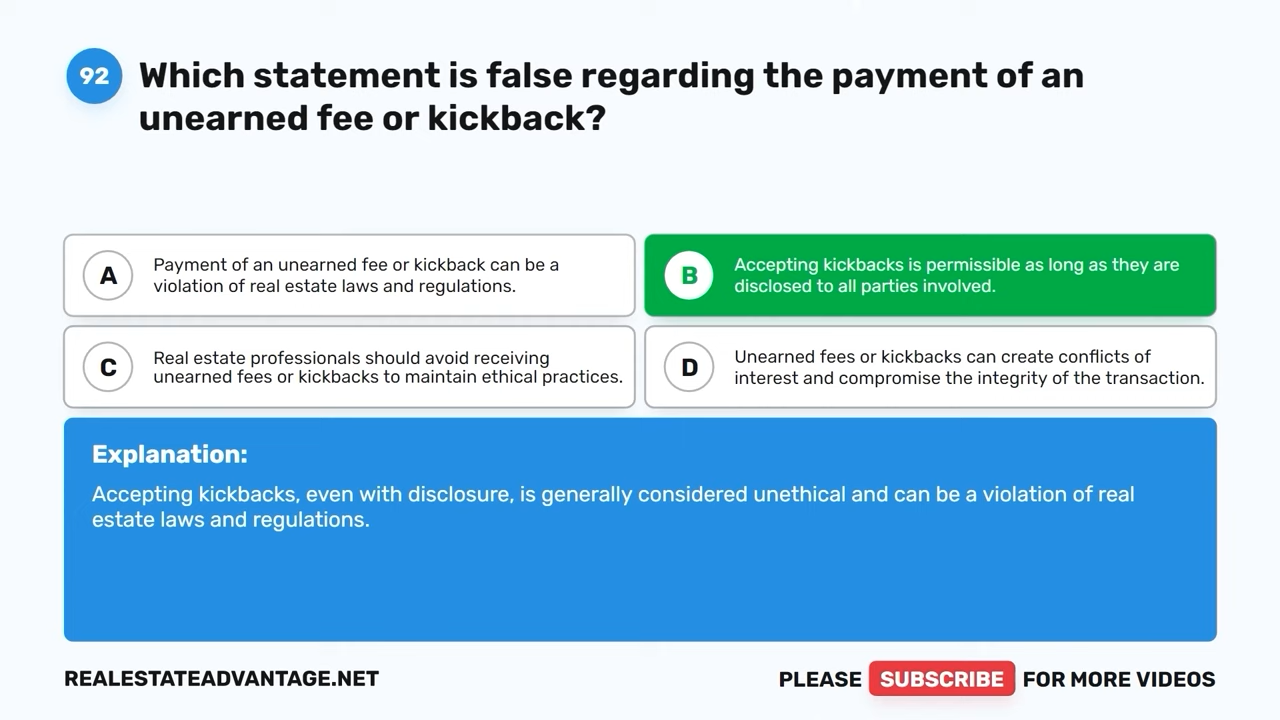 92
Which statement is false regarding the payment of an
unearned fee or kickback?
A
Payment of an unearned fee or kickback can be a
violation of real estate laws and regulations.
B
Accepting kickbacks is permissible as long as they are
disclosed to all parties involved.
C
Real estate professionals should avoid receiving
unearned fees or kickbacks to maintain ethical practices.
D
Unearned fees or kickbacks can create conflicts of
interest and compromise the integrity of the transaction.
Explanation:
Accepting kickbacks, even with disclosure, is generally considered unethical and can be a violation of real
estate laws and regulations.
REALESTATEADVANTAGE.NET
PLEASE SUBSCRIBE FOR MORE VIDEOS